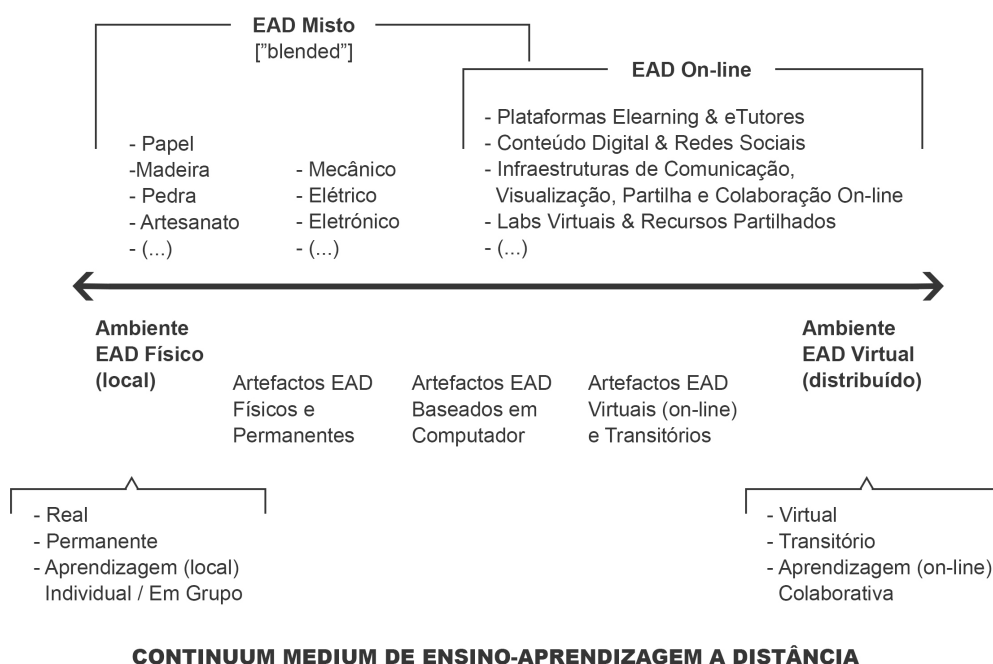 EAD Misto
["blended"]
EAD On-line
- Papel
-Madeira
- Pedra
- Artesanato
- (...)
- Mecânico
- Elétrico
- Eletrónico
- (...)
- Plataformas Elearning & eTutores
- Conteúdo Digital & Redes Sociais
- Infraestruturas de Comunicação,
Visualização, Partilha e Colaboração On-line
- Labs Virtuais & Recursos Partilhados
- (...)
Ambiente
EAD Físico
(local)
Artefactos EAD
Físicos e
Permanentes
Artefactos EAD
Baseados em
Computador
Artefactos EAD
Virtuais (on-line)
e Transitórios
Ambiente
EAD Virtual
(distribuído)
- Real
- Permanente
- Aprendizagem (local)
Individual / Em Grupo
- Virtual
- Transitório
- Aprendizagem (on-line)
Colaborativa
CONTINUUM MEDIUM DE ENSINO-APRENDIZAGEM A DISTÂNCIA